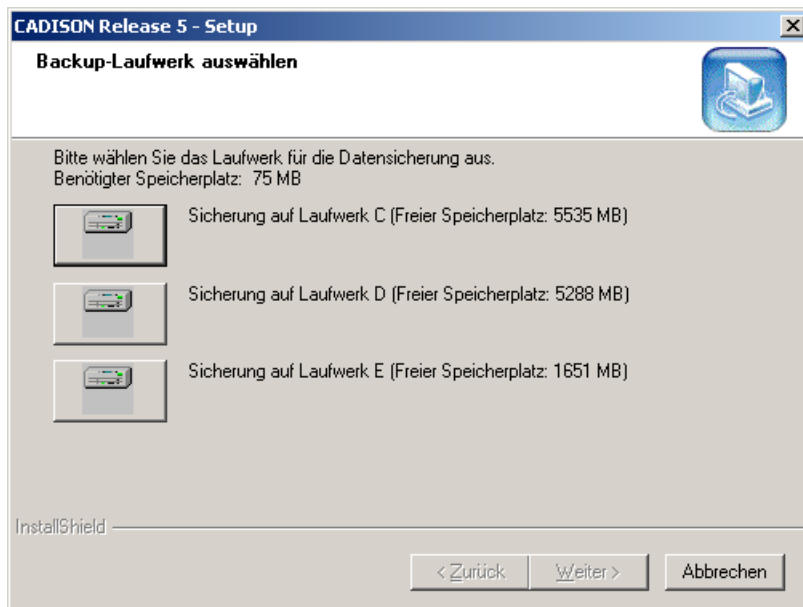 CADISON Release 5 - Setup
Backup-Laufwerk auswählen
Bitte wählen Sie das Laufwerk für die Datensicherung aus.
Benötigter Speicherplatz: 75 MB
Sicherung auf Laufwerk C (Freier Speicherplatz: 5535 MB)
Sicherung auf Laufwerk D (Freier Speicherplatz: 5288 MB)
Sicherung auf Laufwerk E (Freier Speicherplatz: 1651 MB)
InstallShield
< Zurück Weiter > Abbrechen